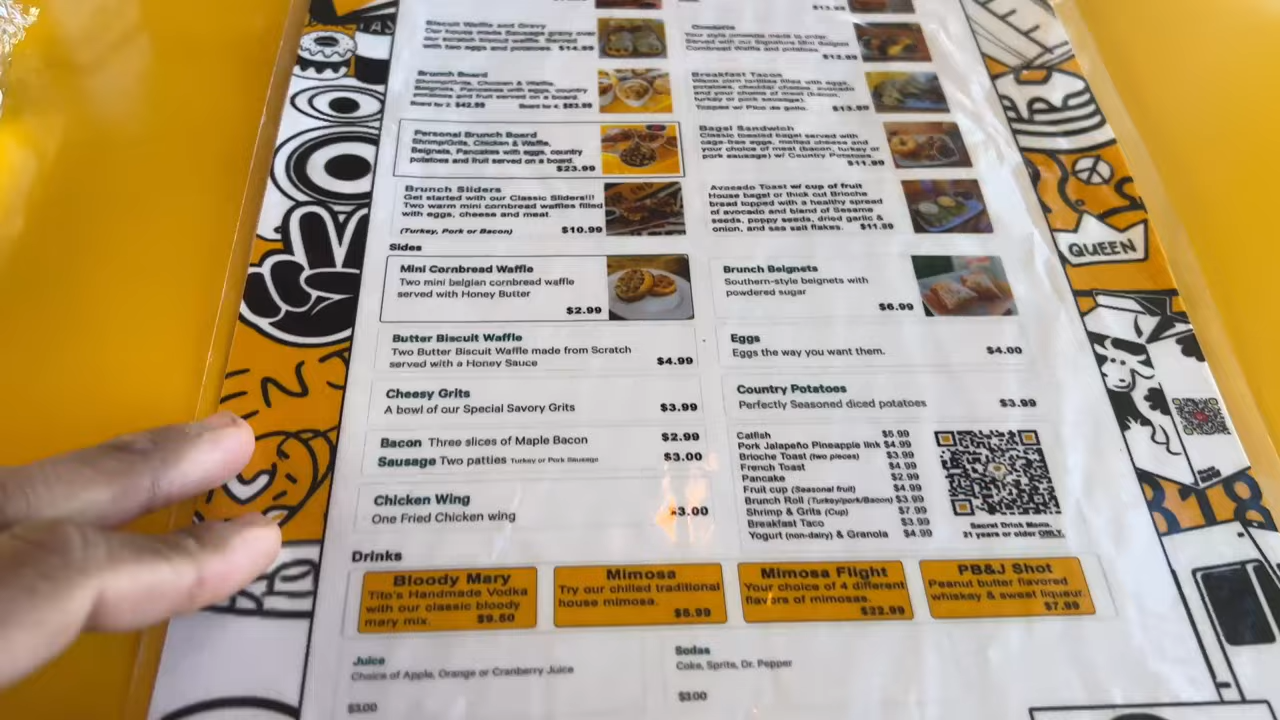 $13.99
Biscuit Waffle and Gravy
Our house made Sausage gravy over
our scratch biscuit waffle. Served
with two eggs and potatoes. $14.99
Omelette
Your style omelette made to order.
Served with our Signature Mini Belgian
Cornbread Waffle and potatoes.
$12.99
Brunch Board
Shrimp/Grits, Chicken & Waffle,
Beignets, Pancakes with eggs, country
potatoes and fruit served on a board.
Board for 2: $42.99 Board for 4: $83.99
Breakfast Tacos
Warm corn tortillas filled with eggs,
potatoes, cheddar cheese, avocado
and your choice of meat (bacon,
turkey or pork sausage).
Topped w/ Pico de gallo. $13.99
Personal Brunch Board
Shrimp/Grits, Chicken & Waffle,
Beignets, Pancakes with eggs, country
potatoes and fruit served on a board.
$23.99
Bagel Sandwich
Classic toasted bagel served with
cage-free eggs, melted cheese and
your choice of meat (bacon, turkey or
pork sausage) w/ Country Potatoes.
$11.99
Brunch Sliders
Get started with our Classic Sliders!!!
Two warm mini cornbread waffles filled
with eggs, cheese and meat.
(Turkey, Pork or Bacon) $10.99
Avocado Toast w/ cup of fruit
House bagel or thick cut Brioche
bread topped with a healthy spread
of avocado and blend of Sesame
seeds, poppy seeds, dried garlic &
onion, and sea salt flakes. $11.99
Sides
Mini Cornbread Waffle
Two mini belgian cornbread waffle
served with Honey Butter
$2.99
Brunch Beignets
Southern-style beignets with
powdered sugar
$6.99
Butter Biscuit Waffle
Two Butter Biscuit Waffle made from Scratch
served with a Honey Sauce $4.99
Eggs
Eggs the way you want them. $4.00
Cheesy Grits
A bowl of our Special Savory Grits $3.99
Country Potatoes
Perfectly Seasoned diced potatoes $3.99
Bacon Three slices of Maple Bacon $2.99
Sausage Two patties Turkey or Pork Sausage $3.00
Chicken Wing
One Fried Chicken wing $3.00
Catfish $5.99
Pork Jalapeño Pineapple link $4.99
Brioche Toast (two pieces) $3.99
French Toast $4.99
Pancake $2.99
Fruit cup (Seasonal fruit) $4.99
Brunch Roll (Turkey/pork/Bacon) $3.99
Shrimp & Grits (Cup) $7.99
Breakfast Taco $3.99
Yogurt (non-dairy) & Granola $4.99
Secret Drink Menu.
21 years or older ONLY.
Drinks
Bloody Mary
Tito's Handmade Vodka
with our classic bloody
mary mix. $9.50
Mimosa
Try our chilled traditional
house mimosa.
$6.99
Mimosa Flight
Your choice of 4 different
flavors of mimosas.
$22.99
PB&J Shot
Peanut butter flavored
whiskey & sweet liqueur.
$7.99
Juice
Choice of Apple, Orange or Cranberry Juice
$3.00
Sodas
Coke, Sprite, Dr. Pepper
$3.00
QUEEN
818